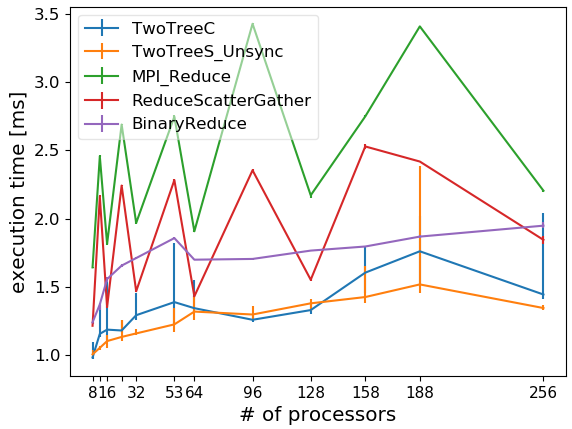 3.5
3.0
2.5
2.0
1.5
1.0
execution time [ms]
TwoTreeC
TwoTreeS_Unsync
MPI_Reduce
ReduceScatterGather
BinaryReduce
8 16 32 53 64 96 128 158 188 256
# of processors